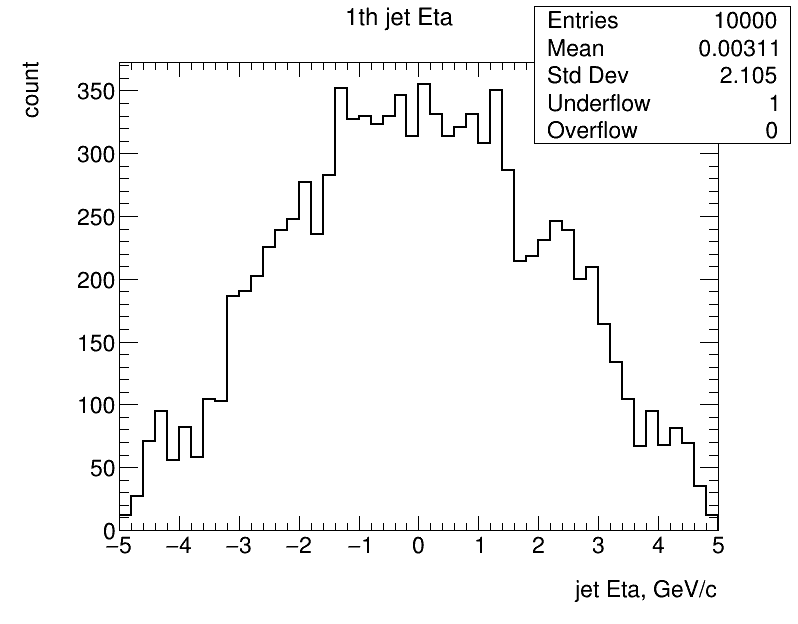 1th jet Eta
Entries 10000
Mean 0.00311
Std Dev 2.105
Underflow 1
Overflow 0
count
350
300
250
200
150
100
50
0
−5 −4 −3 −2 −1 0 1 2 3 4 5
jet Eta, GeV/c